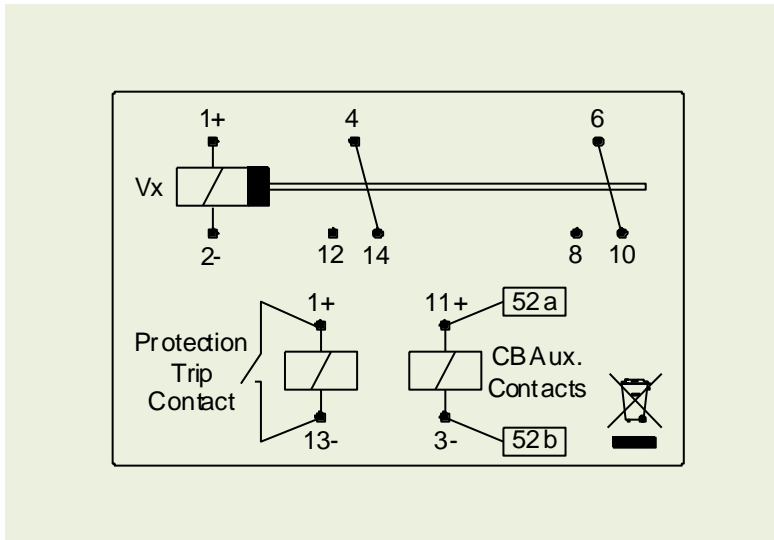 1+ 4 6
Vx
2- 12 14 8 10
1+ 11+ 52a
Protection
Trip
Contact
CB Aux.
Contacts
13- 3- 52b